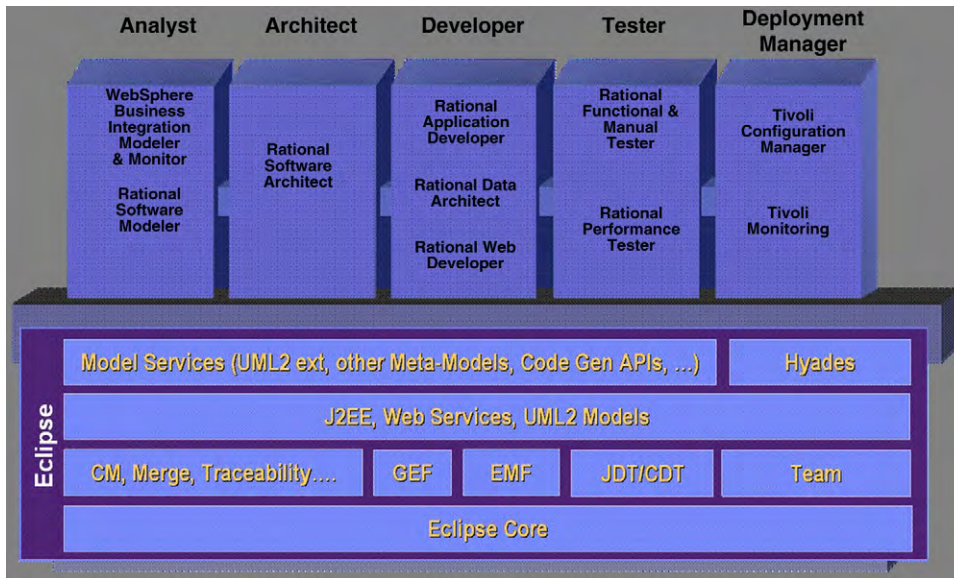 Analyst
Architect
Developer
Tester
Deployment
Manager
WebSphere
Business
Integration
Modeler
& Monitor
Rational
Software
Modeler
Rational
Software
Architect
Rational
Application
Developer
Rational Data
Architect
Rational Web
Developer
Rational
Functional &
Manual
Tester
Rational
Performance
Tester
Tivoli
Configuration
Manager
Tivoli
Monitoring
Eclipse
Model Services (UML2 ext, other Meta-Models, Code Gen APIs, ...)
Hyades
J2EE, Web Services, UML2 Models
CM, Merge, Traceability....
GEF
EMF
JDT/CDT
Team
Eclipse Core